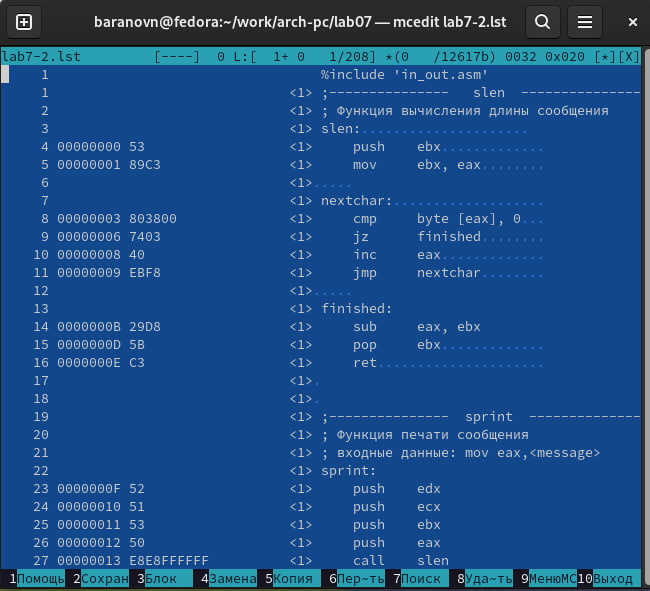 baranovn@fedora:~/work/arch-pc/lab07 — mcedit lab7-2.lst
lab7-2.lst [----] 0 L:[ 1+ 0 1/208] *(0 /12617b) 0032 0x020 [*][X]
1 %include 'in_out.asm'
1 <1> ;--------------- slen ---------------
2 <1> ; Функция вычисления длины сообщения
3 <1> slen:.....................
4 00000000 53 <1> push ebx.........
5 00000001 89C3 <1> mov ebx, eax........
6 <1>.....
7 <1> nextchar:...................
8 00000003 803800 <1> cmp byte [eax], 0...
9 00000006 7403 <1> jz finished........
10 00000008 40 <1> inc eax.............
11 00000009 EBF8 <1> jmp nextchar........
12 <1>.....
13 <1> finished:
14 0000000B 29D8 <1> sub eax, ebx
15 0000000D 5B <1> pop ebx.............
16 0000000E C3 <1> ret.....................
17 <1>.
18 <1>.
19 <1> ;--------------- sprint --------------
20 <1> ; Функция печати сообщения
21 <1> ; входные данные: mov eax,<message>
22 <1> sprint:
23 0000000F 52 <1> push edx
24 00000010 51 <1> push ecx
25 00000011 53 <1> push ebx
26 00000012 50 <1> push eax
27 00000013 E8E8FFFFFF <1> call slen
1Помощь 2Сохран 3Блок 4Замена 5Копия 6Пер~ть 7Поиск 8Уда~ть 9МенюMC 10Выход